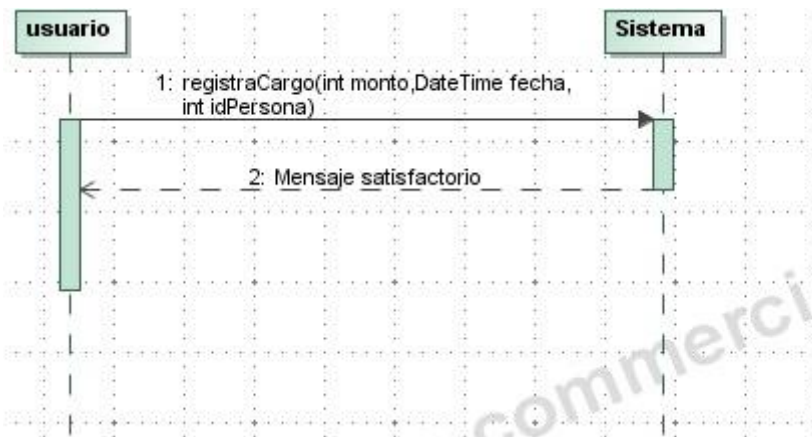 usuario
Sistema
1: registraCargo(int monto,DateTime fecha,
int idPersona)
2: Mensaje satisfactorio
commerci